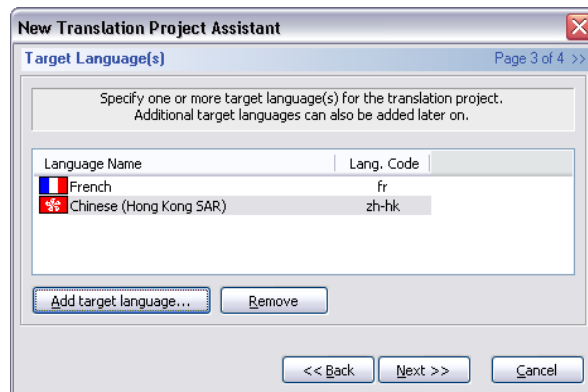 New Translation Project Assistant
Target Language(s)
Page 3 of 4 >>
Specify one or more target language(s) for the translation project.
Additional target languages can also be added later on.
Language Name
Lang. Code
French
fr
Chinese (Hong Kong SAR)
zh-hk
Add target language...
Remove
<< Back
Next >>
Cancel